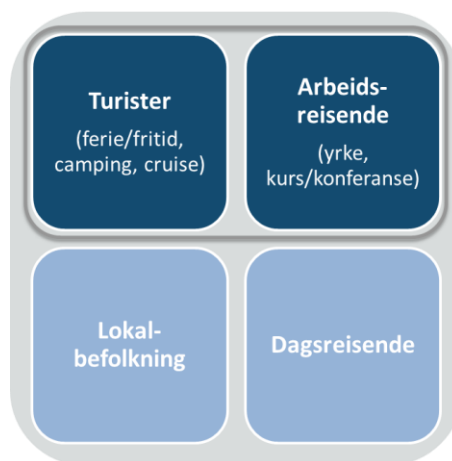 Turister
(ferie/fritid,
camping, cruise)
Arbeids-
reisende
(yrke,
kurs/konferanse)
Lokal-
befolkning
Dagsreisende